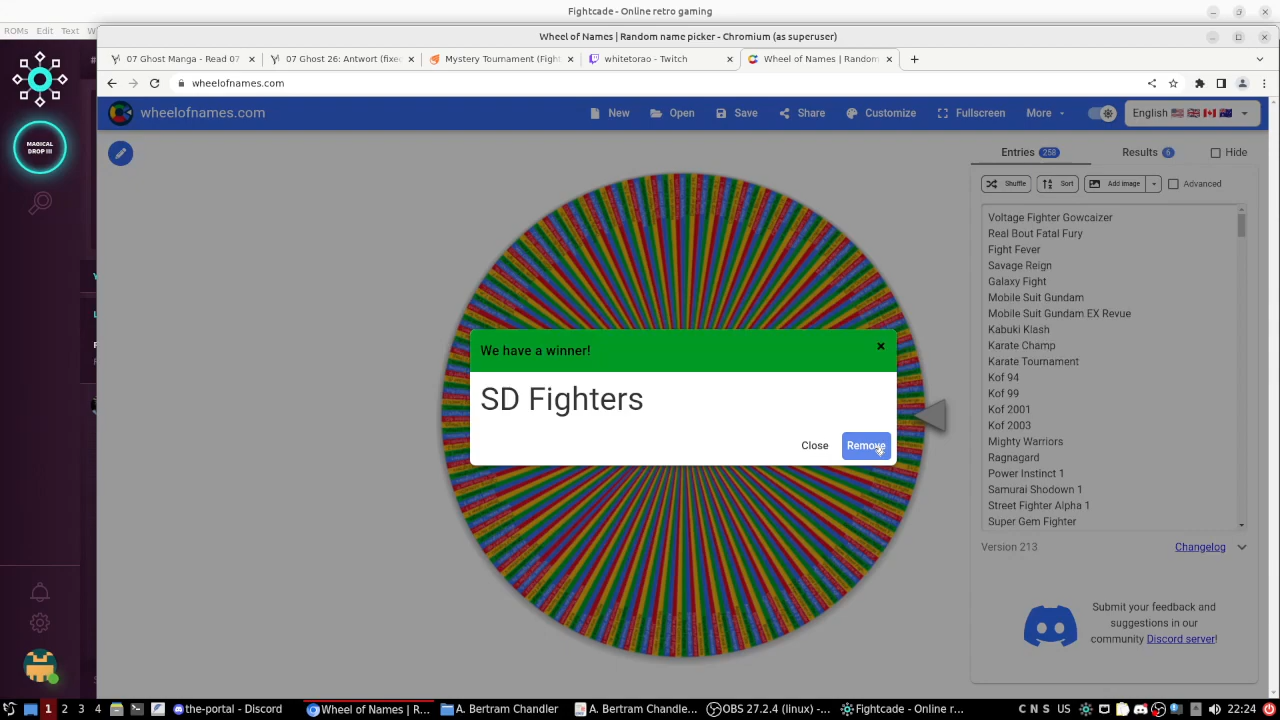 Fightcade - Online retro gaming
ROMs Edit Text W
Wheel of Names | Random name picker - Chromium (as superuser)
07 Ghost Manga - Read 07
07 Ghost 26: Antwort (fixe
Mystery Tournament (Fight
whitetorao - Twitch
Wheel of Names | Random
wheelofnames.com
wheelofnames.com
New
Open
Save
Share
Customize
Fullscreen
More
English
MAGICAL
DROP III
Entries 258
Results 6
Hide
Shuffle
Sort
Add image
Advanced
Voltage Fighter Gowcaizer
Real Bout Fatal Fury
Fight Fever
Savage Reign
Galaxy Fight
Mobile Suit Gundam
Mobile Suit Gundam EX Revue
Kabuki Klash
Karate Champ
Karate Tournament
Kof 94
Kof 99
Kof 2001
Kof 2003
Mighty Warriors
Ragnagard
Power Instinct 1
Samurai Shodown 1
Street Fighter Alpha 1
Super Gem Fighter
We have a winner!
SD Fighters
Close
Remove
Version 213
Changelog
Submit your feedback and
suggestions in our
community Discord server!
1 2 3 4
the-portal - Discord
Wheel of Names | R...
A. Bertram Chandler
A. Bertram Chandle...
OBS 27.2.4 (linux) -...
Fightcade - Online r...
C N S US
22:24